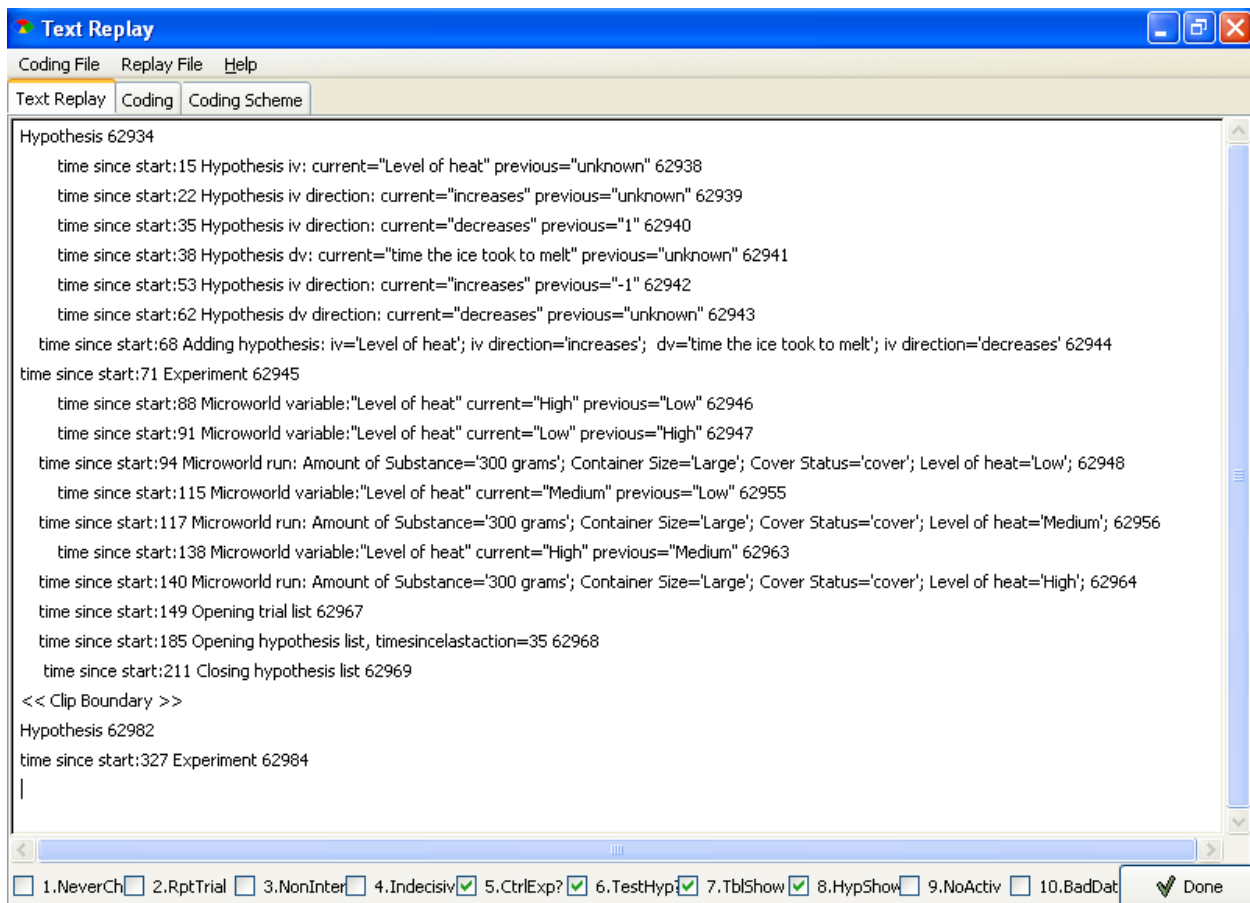 Text Replay
Coding File Replay File Help
Text Replay Coding Coding Scheme
Hypothesis 62934
time since start:15 Hypothesis iv: current="Level of heat" previous="unknown" 62938
time since start:22 Hypothesis iv direction: current="increases" previous="unknown" 62939
time since start:35 Hypothesis iv direction: current="decreases" previous="1" 62940
time since start:38 Hypothesis dv: current="time the ice took to melt" previous="unknown" 62941
time since start:53 Hypothesis iv direction: current="increases" previous="-1" 62942
time since start:62 Hypothesis dv direction: current="decreases" previous="unknown" 62943
time since start:68 Adding hypothesis: iv='Level of heat'; iv direction='increases'; dv='time the ice took to melt'; iv direction='decreases' 62944
time since start:71 Experiment 62945
time since start:88 Microworld variable:"Level of heat" current="High" previous="Low" 62946
time since start:91 Microworld variable:"Level of heat" current="Low" previous="High" 62947
time since start:94 Microworld run: Amount of Substance='300 grams'; Container Size='Large'; Cover Status='cover'; Level of heat='Low'; 62948
time since start:115 Microworld variable:"Level of heat" current="Medium" previous="Low" 62955
time since start:117 Microworld run: Amount of Substance='300 grams'; Container Size='Large'; Cover Status='cover'; Level of heat='Medium'; 62956
time since start:138 Microworld variable:"Level of heat" current="High" previous="Medium" 62963
time since start:140 Microworld run: Amount of Substance='300 grams'; Container Size='Large'; Cover Status='cover'; Level of heat='High'; 62964
time since start:149 Opening trial list 62967
time since start:185 Opening hypothesis list, timesincelastaction=35 62968
time since start:211 Closing hypothesis list 62969
<< Clip Boundary >>
Hypothesis 62982
time since start:327 Experiment 62984
1.NeverCh 2.RptTrial 3.NonInter 4.Indecisiv 5.CtrlExp? 6.TestHyp? 7.TblShow 8.HypShow 9.NoActiv 10.BadDat Done